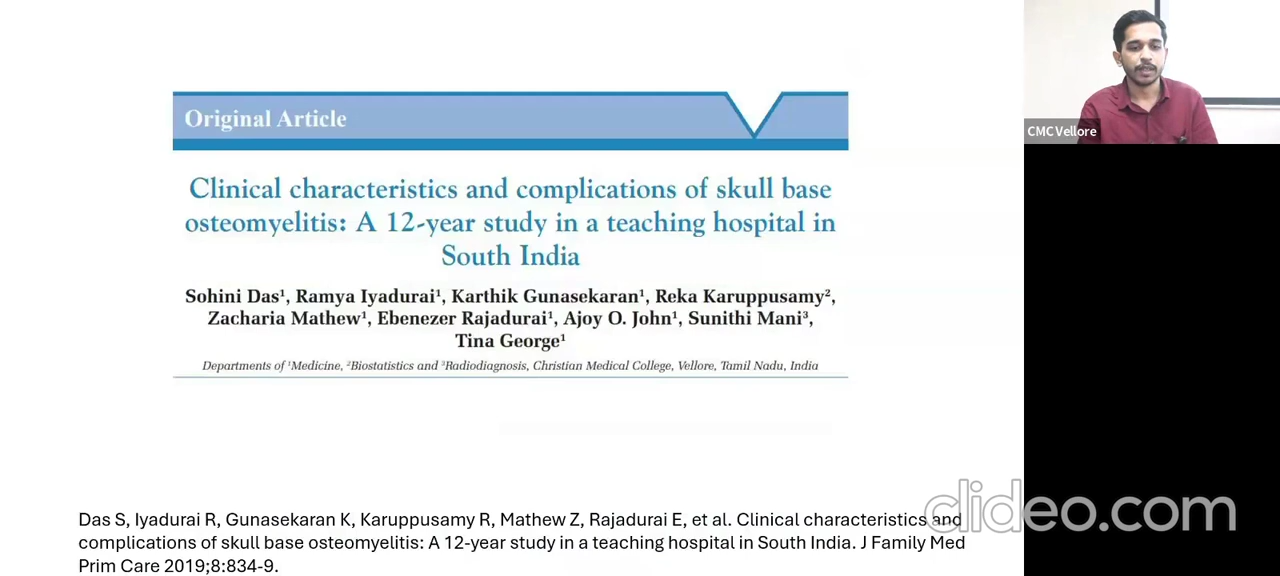 Original Article
Clinical characteristics and complications of skull base
osteomyelitis: A 12-year study in a teaching hospital in
South India
Sohini Das¹, Ramya Iyadurai¹, Karthik Gunasekaran¹, Reka Karuppusamy²,
Zacharia Mathew¹, Ebenezer Rajadurai¹, Ajoy O. John¹, Sunithi Mani³,
Tina George¹
Departments of ¹Medicine, ²Biostatistics and ³Radiodiagnosis, Christian Medical College, Vellore, Tamil Nadu, India
CMC Vellore
Das S, Iyadurai R, Gunasekaran K, Karuppusamy R, Mathew Z, Rajadurai E, et al. Clinical characteristics and
complications of skull base osteomyelitis: A 12-year study in a teaching hospital in South India. J Family Med
Prim Care 2019;8:834-9.
clideo.com